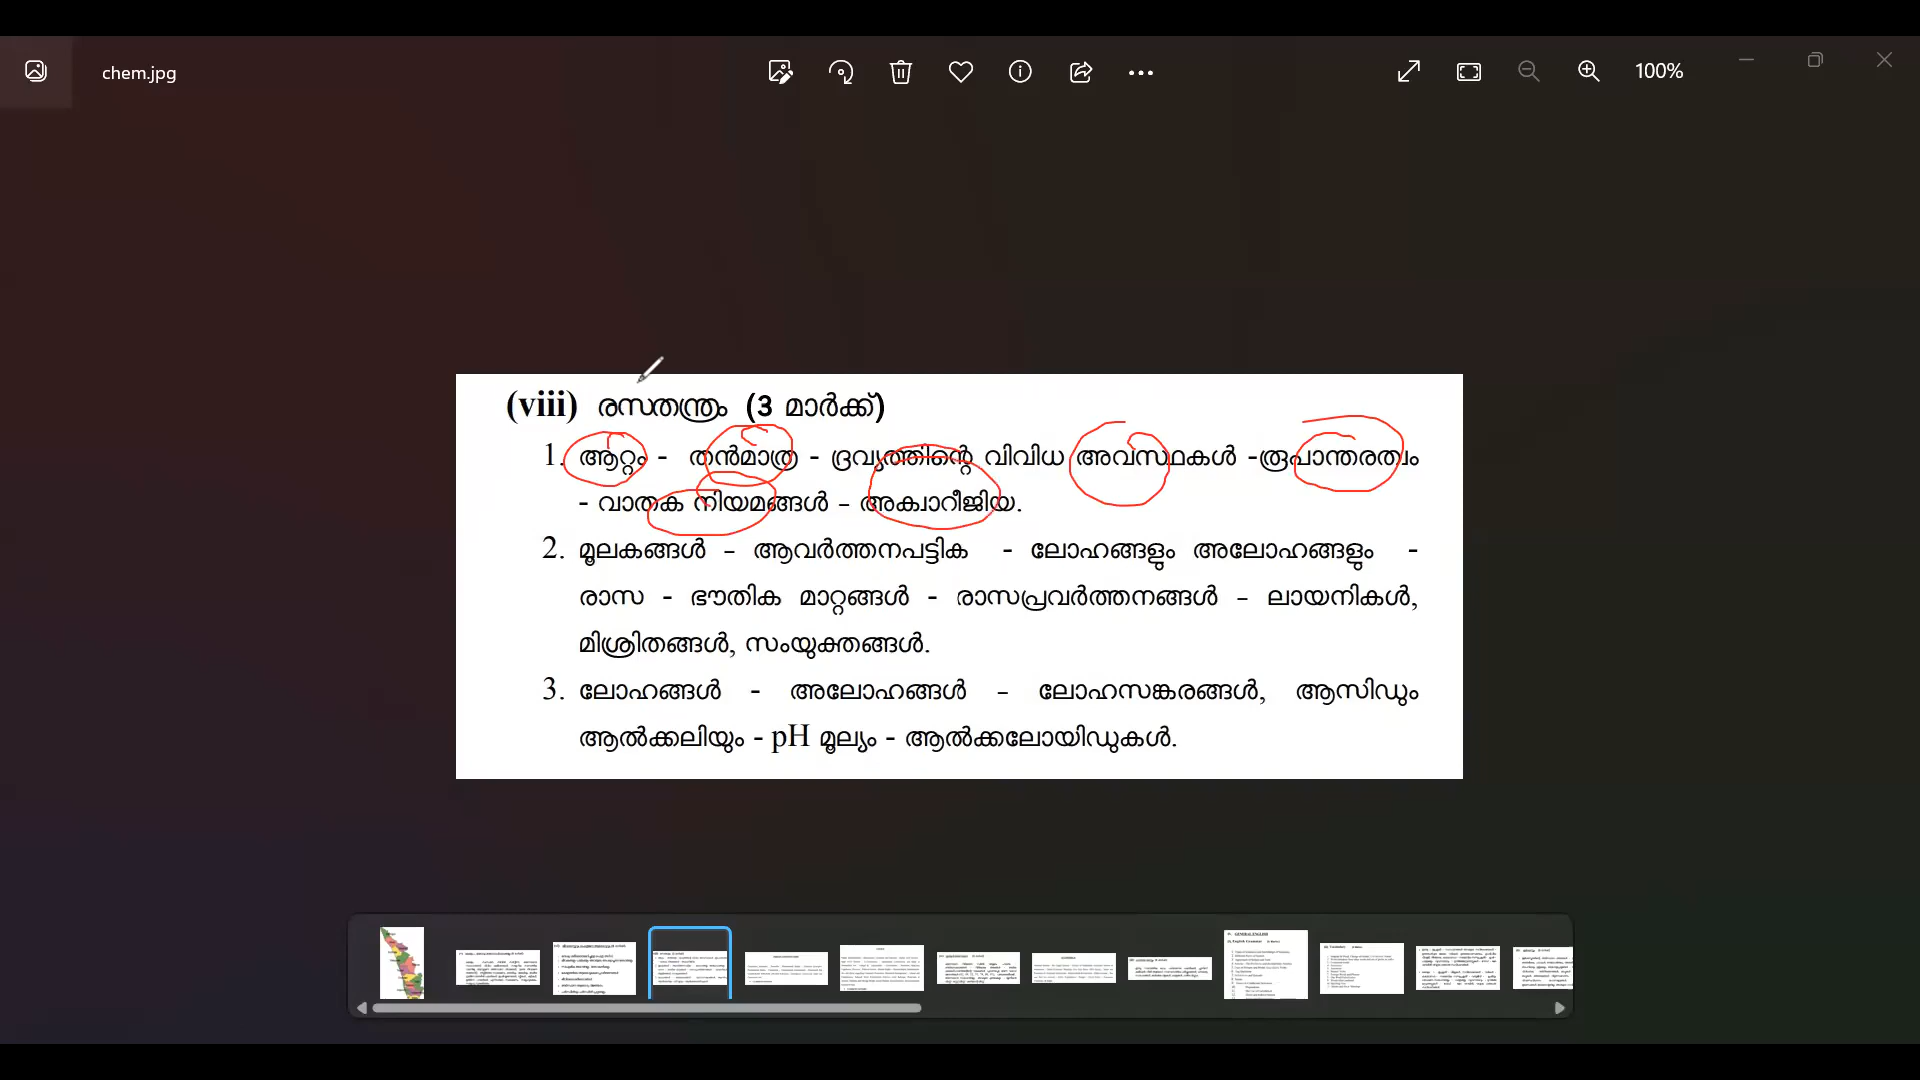 chem.jpg
100%
(viii) രസതന്ത്രം (3 മാർക്ക്)
1. ആറ്റം - തൻമാത്ര - ദ്രവ്യത്തിന്റെ വിവിധ അവസ്ഥകൾ -രൂപാന്തരത്വം
- വാതക നിയമങ്ങൾ – അക്വാറീജിയ.
2. മൂലകങ്ങൾ – ആവർത്തനപട്ടിക - ലോഹങ്ങളും അലോഹങ്ങളും -
രാസ - ഭൗതിക മാറ്റങ്ങൾ - രാസപ്രവർത്തനങ്ങൾ – ലായനികൾ,
മിശ്രിതങ്ങൾ, സംയുക്തങ്ങൾ.
3. ലോഹങ്ങൾ - അലോഹങ്ങൾ – ലോഹസങ്കരങ്ങൾ, ആസിഡും
ആൽക്കലിയും - pH മൂല്യം - ആൽക്കലോയിഡുകൾ.